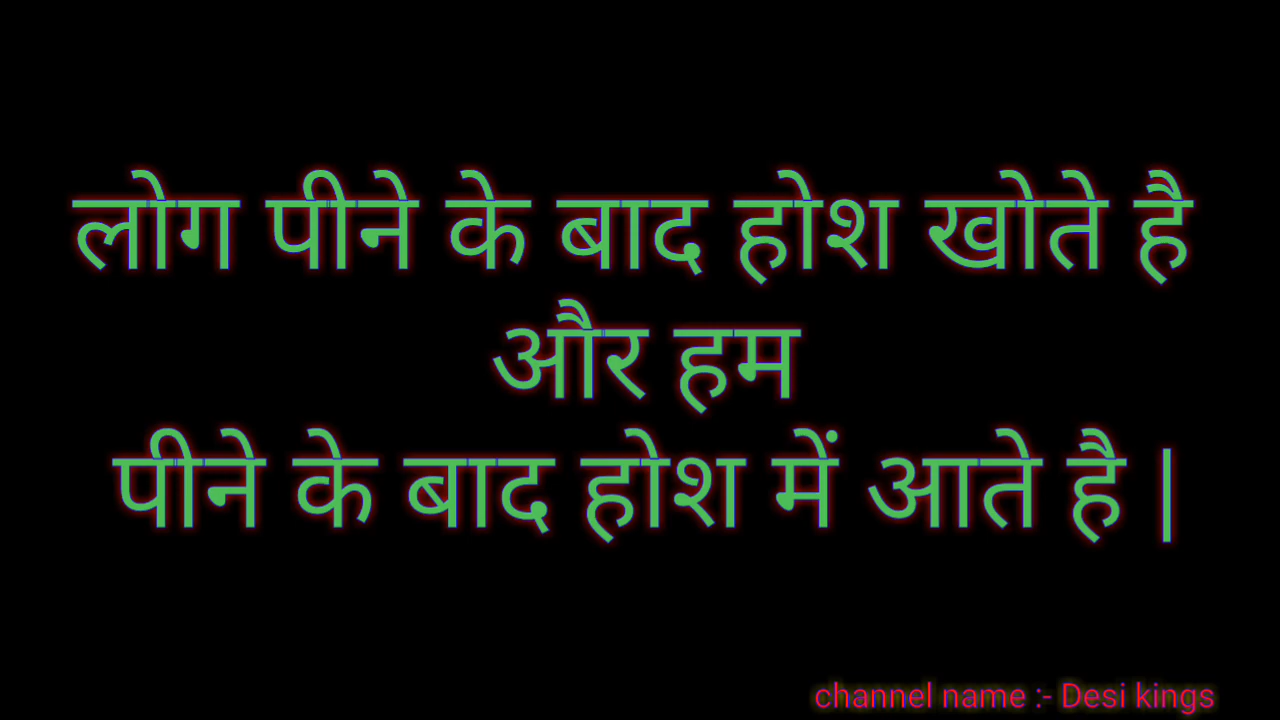 लोग पीने के बाद होश खोते है
और हम
पीने के बाद होश में आते है |
channel name :- Desi kings